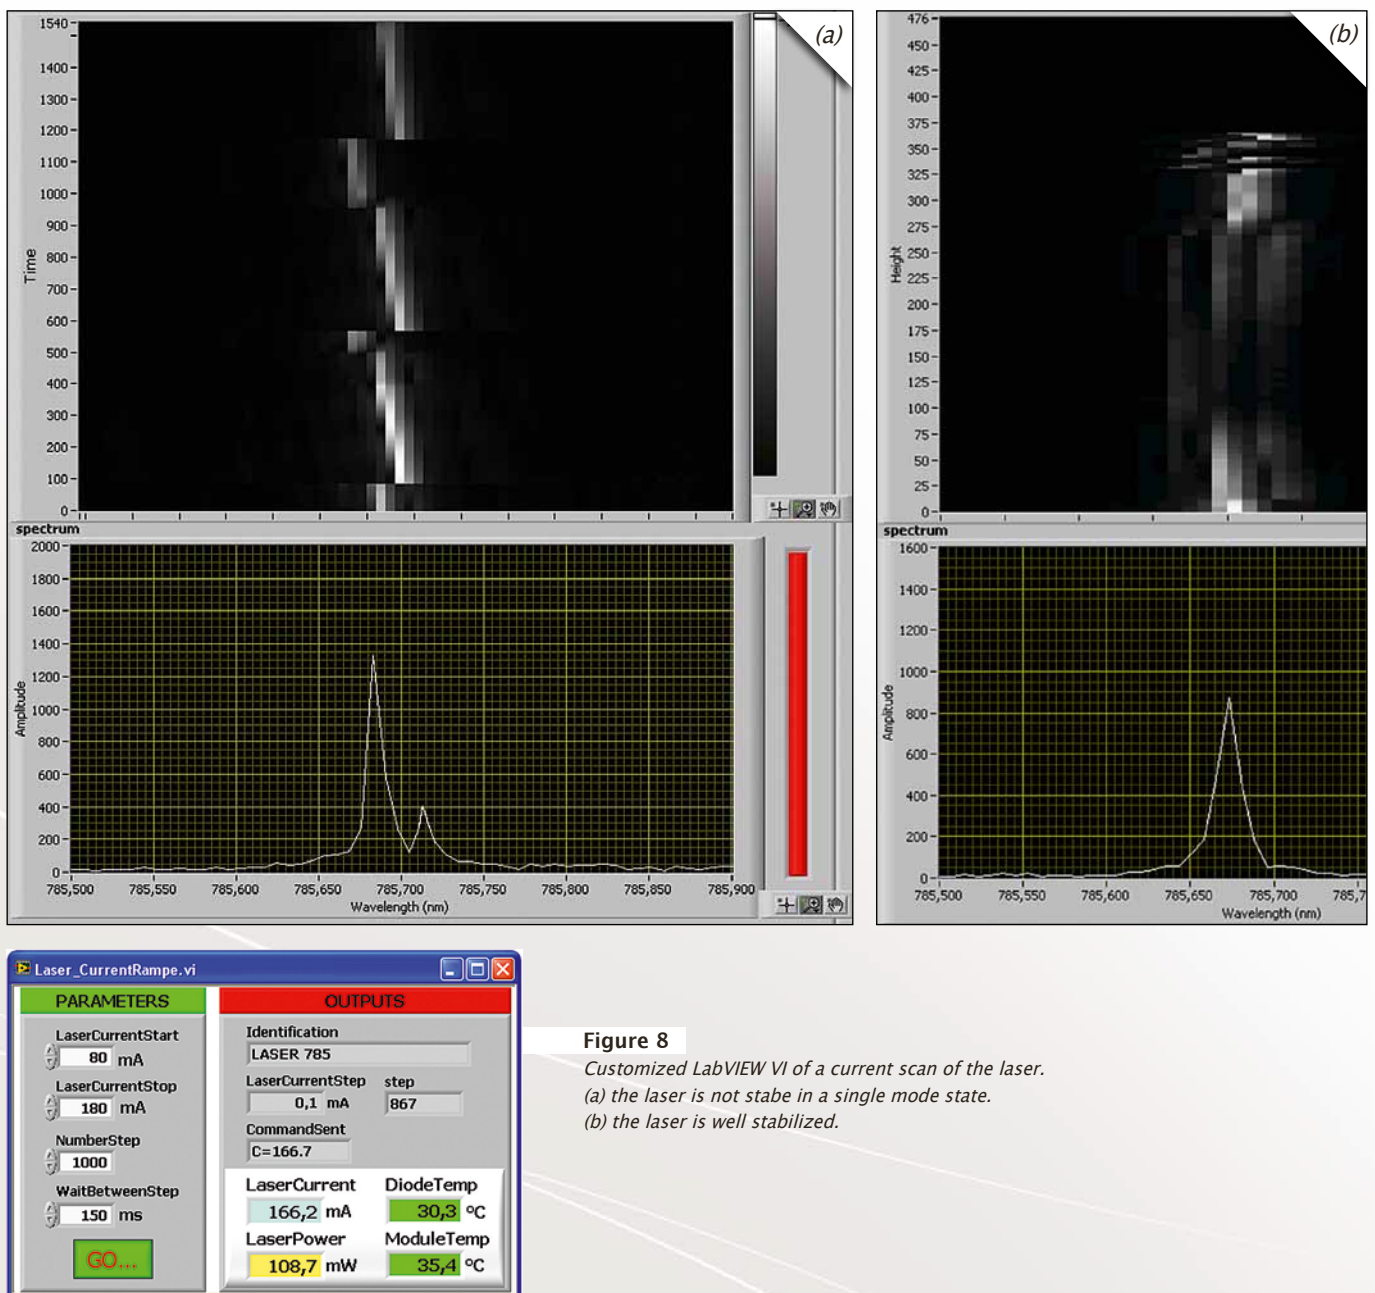 (a)
1540
1400
1300
1200
1100
1000
900
800
700
600
500
400
300
200
100
0
Time
spectrum
2000
1800
1600
1400
1200
1000
800
600
400
200
0
Amplitude
785,500 785,550 785,600 785,650 785,700 785,750 785,800 785,850 785,900
Wavelength (nm)
(b)
476
450
425
400
375
350
325
300
275
250
225
200
175
150
125
100
75
50
25
0
Height
spectrum
1600
1400
1200
1000
800
600
400
200
0
Amplitude
785,500 785,550 785,600 785,650 785,700 785,7
Wavelength (nm)
Laser_CurrentRampe.vi
PARAMETERS
LaserCurrentStart
80 mA
LaserCurrentStop
180 mA
NumberStep
1000
WaitBetweenStep
150 ms
GO...
OUTPUTS
Identification
LASER 785
LaserCurrentStep step
0,1 mA 867
CommandSent
C=166.7
LaserCurrent DiodeTemp
166,2 mA 30,3 ºC
LaserPower ModuleTemp
108,7 mW 35,4 ºC
Figure 8
Customized LabVIEW VI of a current scan of the laser.
(a) the laser is not stabe in a single mode state.
(b) the laser is well stabilized.